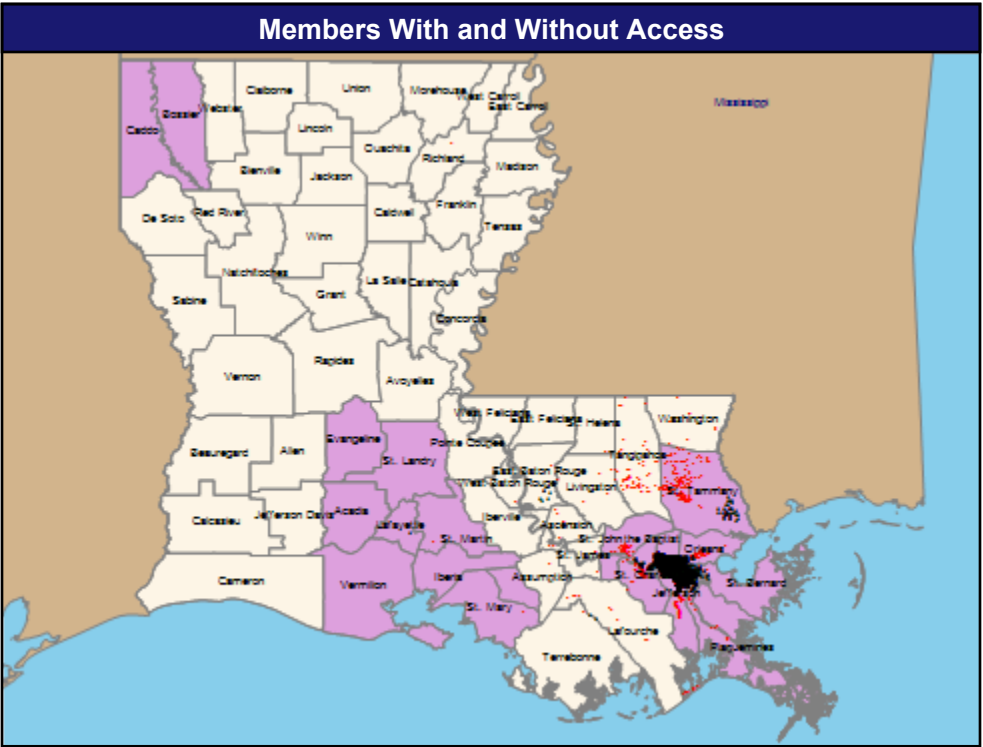 Members With and Without Access
Mississippi
Claiborne
Union
Morehouse
West Carrol
East Carrol
Webster
Bossier
Caddo
Lincoln
Ouachita
Richland
Madison
Bienville
Jackson
De Soto
Red River
Caldwel
Franklin
Tensas
Winn
Natchitoches
La Salle
Catahoula
Sabine
Grant
Concordia
Rapides
Vernon
Avoyelles
West Feliciana
East Feliciana
St. Helena
Washington
Evangeline
Pointe Coupee
Beauregard
Allen
St. Landry
Tangipahoa
East Baton Rouge
West Baton Rouge
Livingston
St. Tammany
Calcasieu
Jefferson Davis
Acadia
Lafayette
Iberville
Ascension
St. Martin
St. John the Baptist
Orleans
St. James
Cameron
Vermilion
Iberia
Assumption
St. Bernard
Jefferson
St. Mary
Lafourche
Plaquemines
Terrebonne